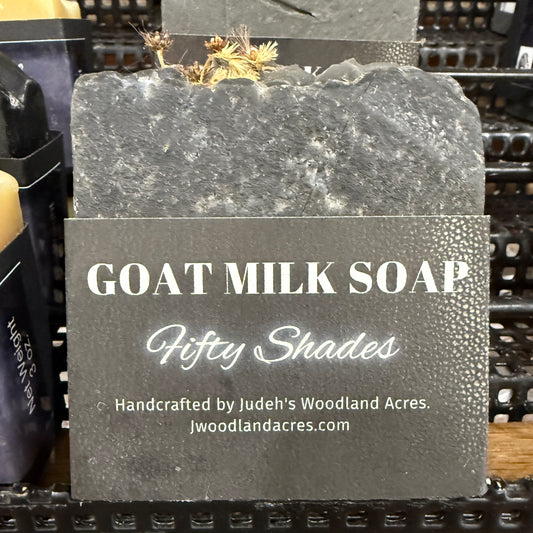 GOAT MILK SOAP
Fifty Shades
Handcrafted by Judeh's Woodland Acres.
Jwoodlandacres.com
Net Weight
3 oz.